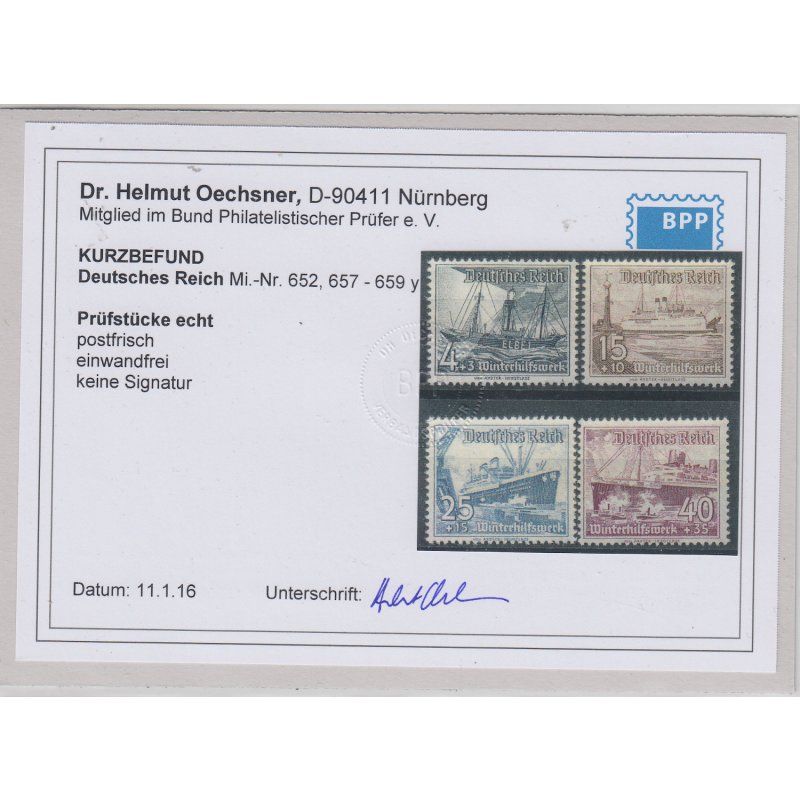 Dr. Helmut Oechsner, D-90411 Nürnberg
Mitglied im Bund Philatelistischer Prüfer e. V.
BPP
KURZBEFUND
Deutsches Reich Mi.-Nr. 652, 657 - 659 y
Prüfstücke echt
postfrisch
einwandfrei
keine Signatur
Deutsches Reich
ELBE 1
4+3 Winterhilfswerk
Deutsches Reich
15
+10 Winterhilfswerk
Deutsches Reich
25
+15 Winterhilfswerk
Deutsches Reich
40
Winterhilfswerk +35
Datum: 11.1.16
Unterschrift: